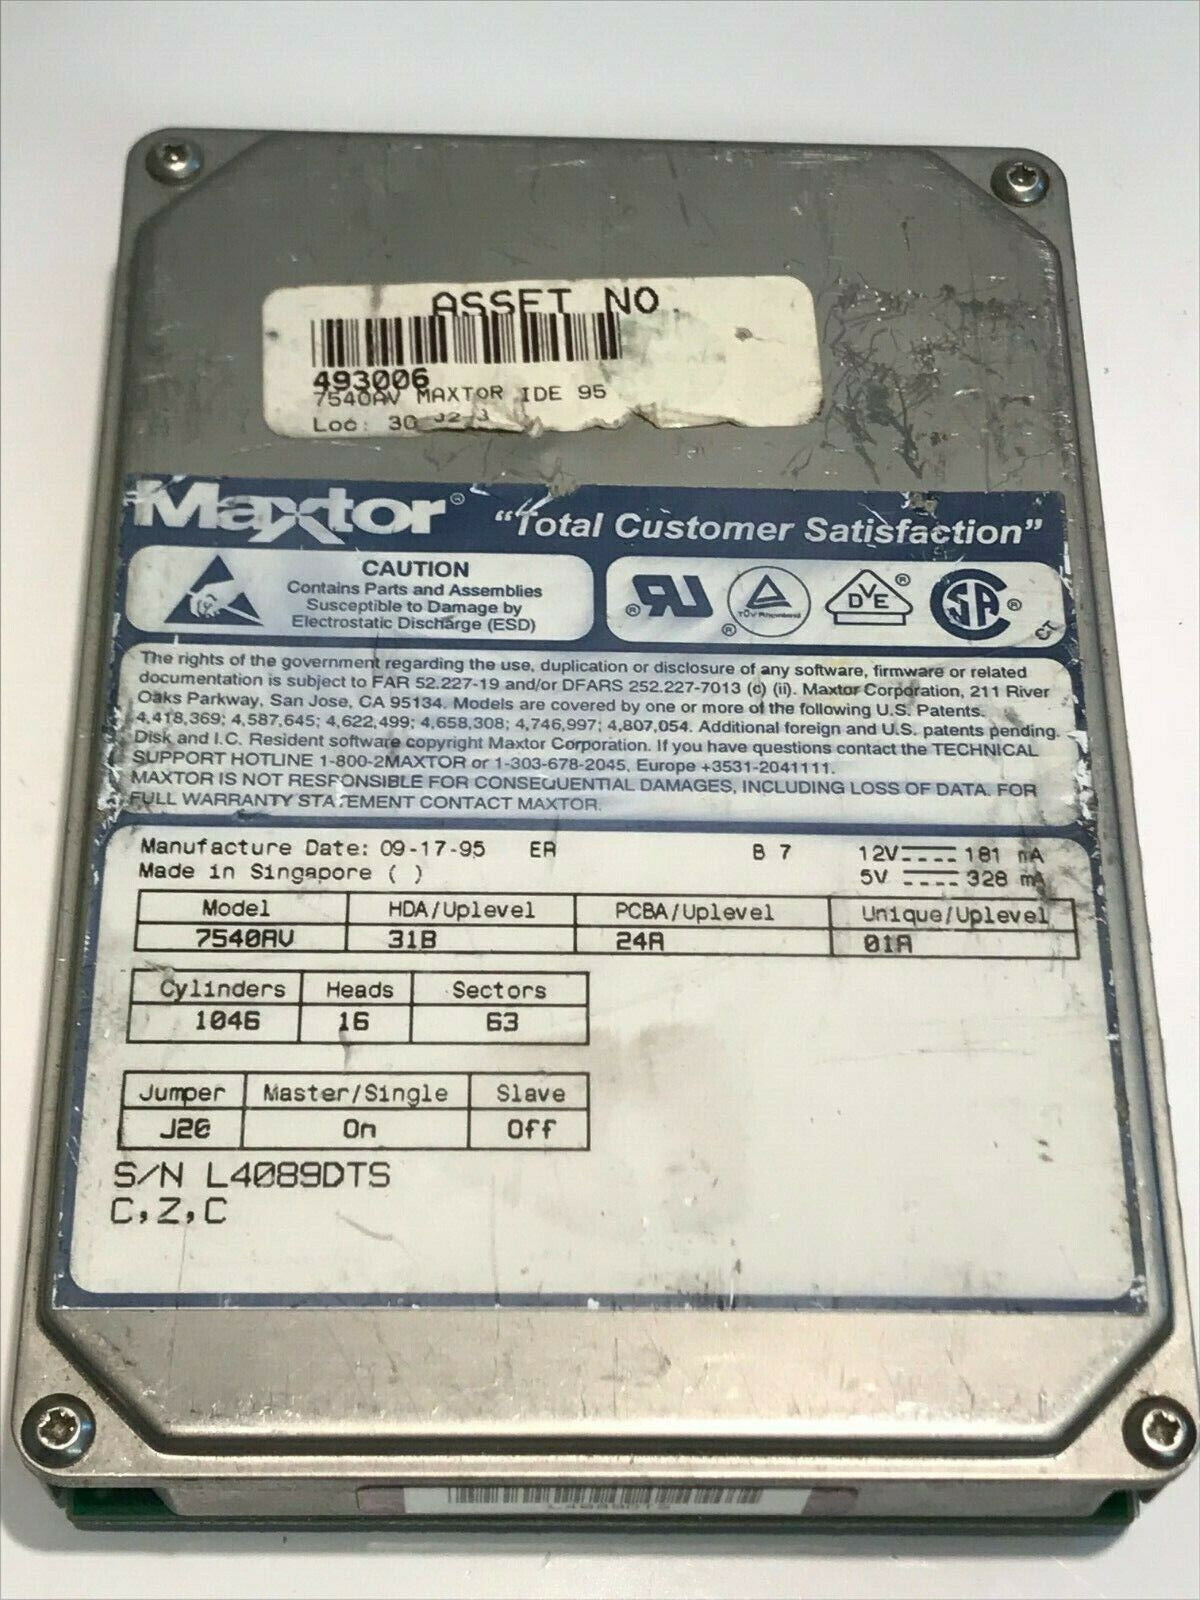 ASSET NO
493006
7540AV MAXTOR IDE 95
Loc: 30
Maxtor® "Total Customer Satisfaction"
CAUTION
Contains Parts and Assemblies
Susceptible to Damage by
Electrostatic Discharge (ESD)
® UR ® TÜV Rheinland DVE ® SA ®
CT
The rights of the government regarding the use, duplication or disclosure of any software, firmware or related
documentation is subject to FAR 52.227-19 and/or DFARS 252.227-7013 (c) (ii). Maxtor Corporation, 211 River
Oaks Parkway, San Jose, CA 95134. Models are covered by one or more of the following U.S. Patents.
4,418,369; 4,587,645; 4,622,499; 4,658,308; 4,746,997; 4,807,054. Additional foreign and U.S. patents pending.
Disk and I.C. Resident software copyright Maxtor Corporation. If you have questions contact the TECHNICAL
SUPPORT HOTLINE 1-800-2MAXTOR or 1-303-678-2045, Europe +3531-2041111.
MAXTOR IS NOT RESPONSIBLE FOR CONSEQUENTIAL DAMAGES, INCLUDING LOSS OF DATA. FOR
FULL WARRANTY STATEMENT CONTACT MAXTOR.
Manufacture Date: 09-17-95 ER B 7 12V 181 mA
Made in Singapore ( ) 5V 328 mA
Model HDA/Uplevel PCBA/Uplevel Unique/Uplevel
7540AV 31B 24A 01A
Cylinders Heads Sectors
1046 16 63
Jumper Master/Single Slave
J20 On Off
S/N L4089DTS
C,Z,C
L4089DTS